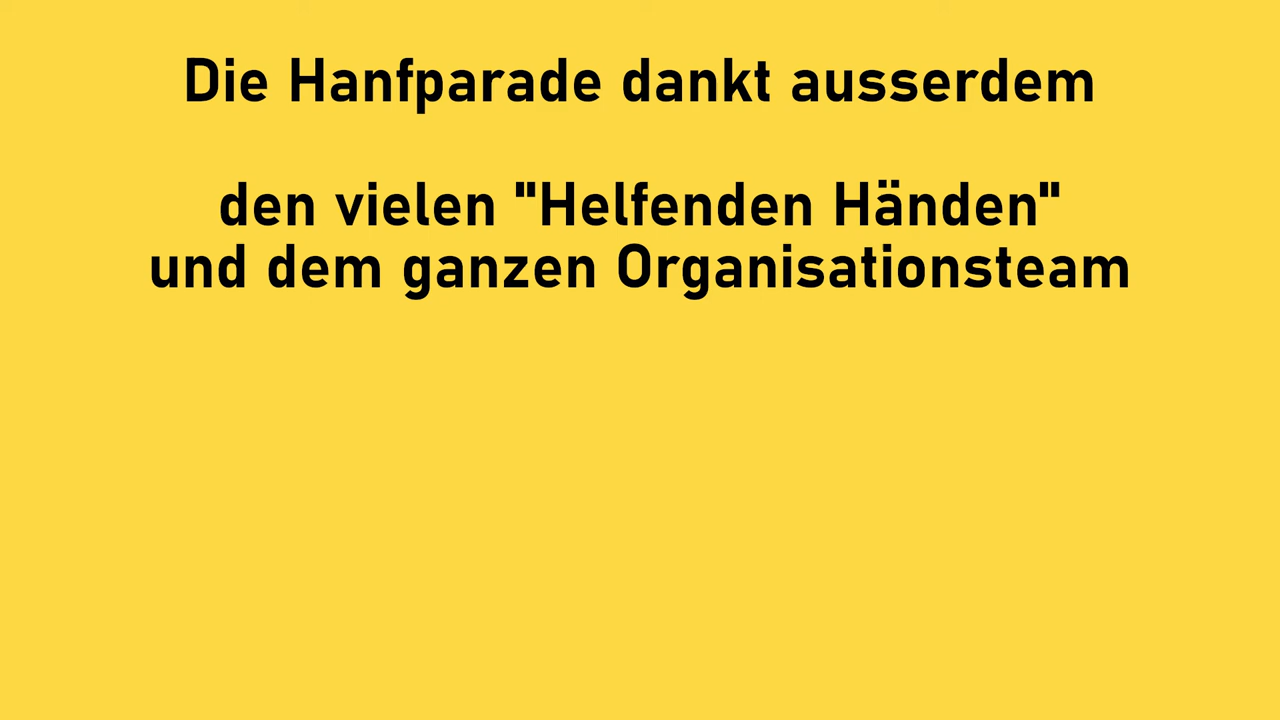 Die Hanfparade dankt ausserdem
den vielen "Helfenden Händen"
und dem ganzen Organisationsteam